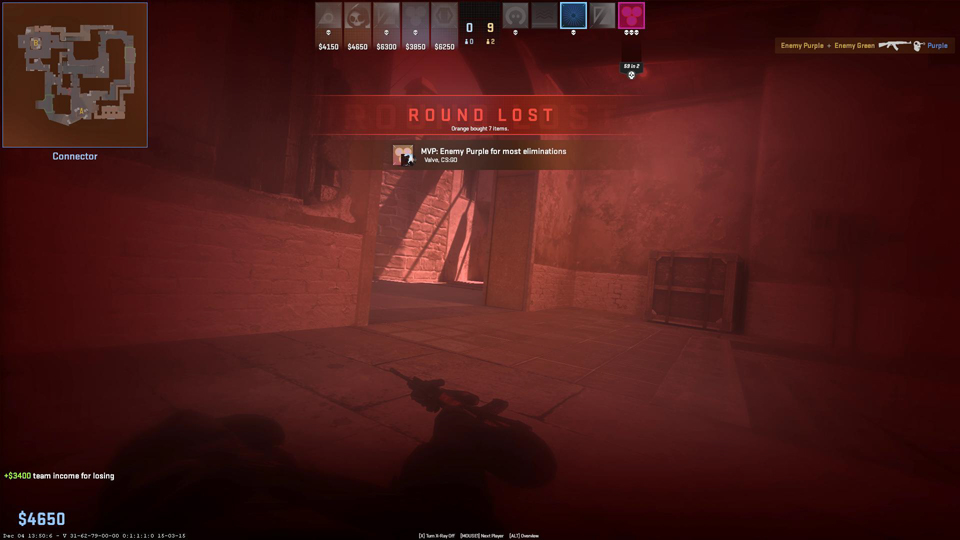 0 9
0 2
$4150 $4650 $6300 $3850 $6250
Enemy Purple + Enemy Green Purple
59 in 2
ROUND LOST
Orange bought 7 items.
MVP: Enemy Purple for most eliminations
Valve, CS:GO
Connector
+$3400 team income for losing
$4650
[X] Turn X-Ray Off [MOUSE1] Next Player [ALT] Overview